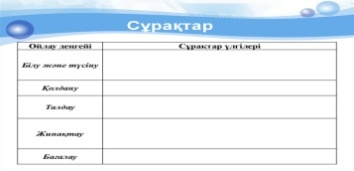 Сұрақтар
Ойлау деңгейі Сұрақтар үлгілері
Білу және түсіну
Қолдану
Талдау
Жинақтау
Бағалау